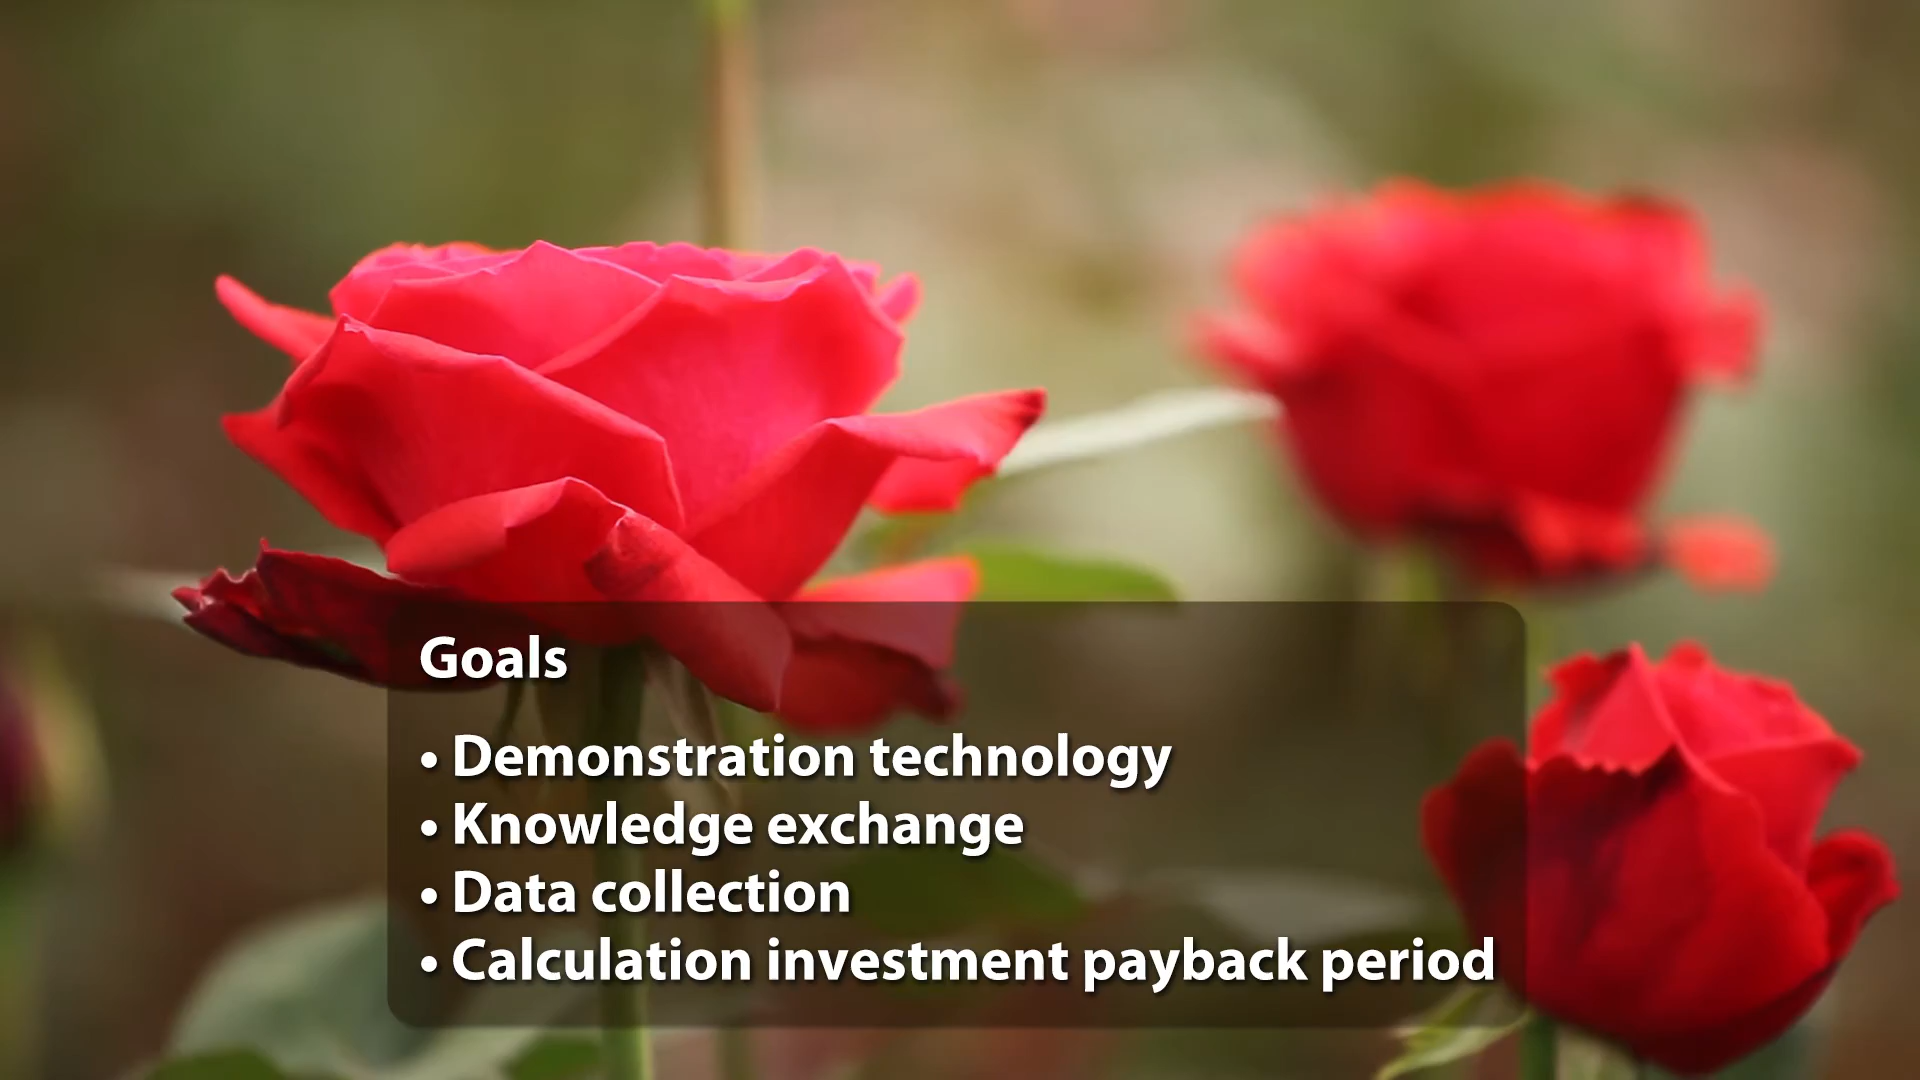 Goals
• Demonstration technology
• Knowledge exchange
• Data collection
• Calculation investment payback period